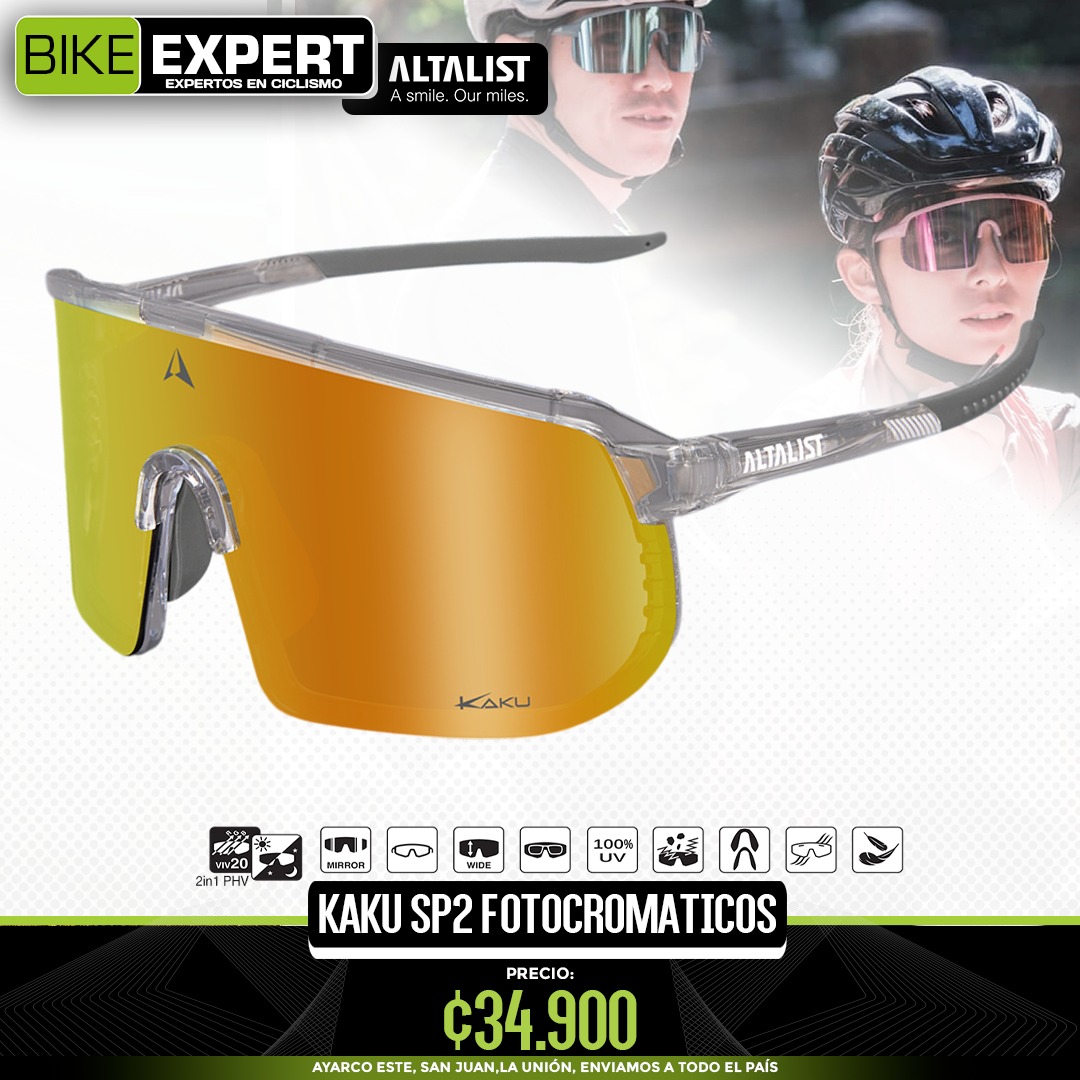 BIKE EXPERT
EXPERTOS EN CICLISMO
ALTALIST
A smile. Our miles.
ALTALIST
KAKU
VIV20
2in1 PHV
MIRROR
WIDE
100%
UV
KAKU SP2 FOTOCROMATICOS
PRECIO:
₡34.900
AYARCO ESTE, SAN JUAN,LA UNIÓN, ENVIAMOS A TODO EL PAÍS